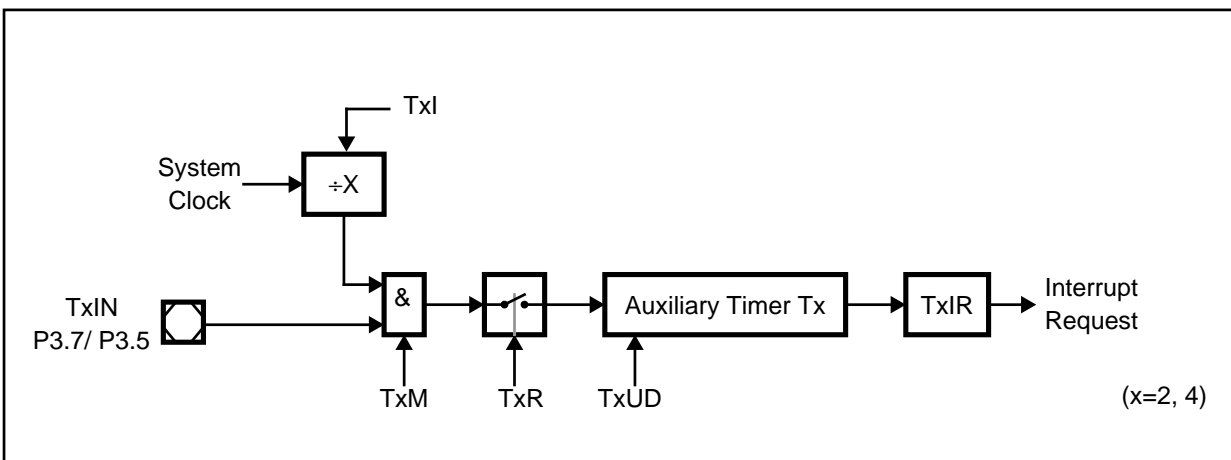 TxI
System
Clock
÷X
TxIN
P3.7/ P3.5
&
Auxiliary Timer Tx
TxIR
Interrupt
Request
TxM
TxR
TxUD
(x=2, 4)